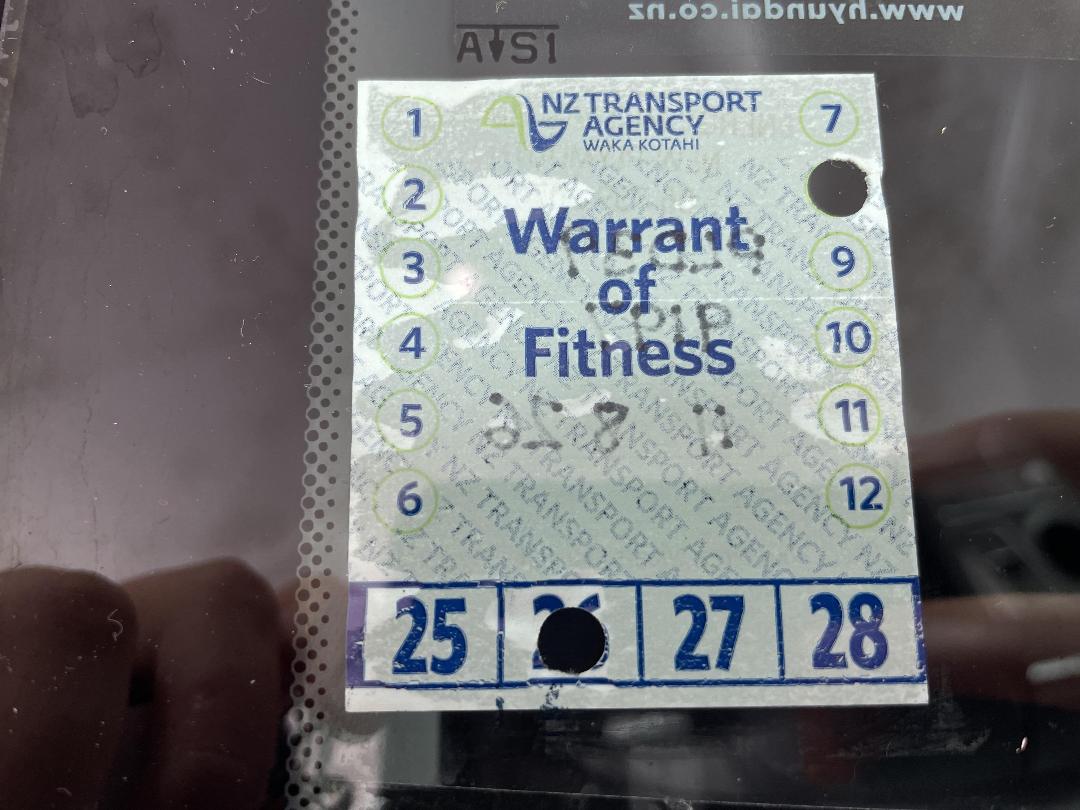 www.hyundai.co.nz
AS1
1
NZ TRANSPORT
AGENCY
WAKA KOTAHI
7
2
Warrant
of
Fitness
3
9
4
10
5
11
6
12
25
26
27
28